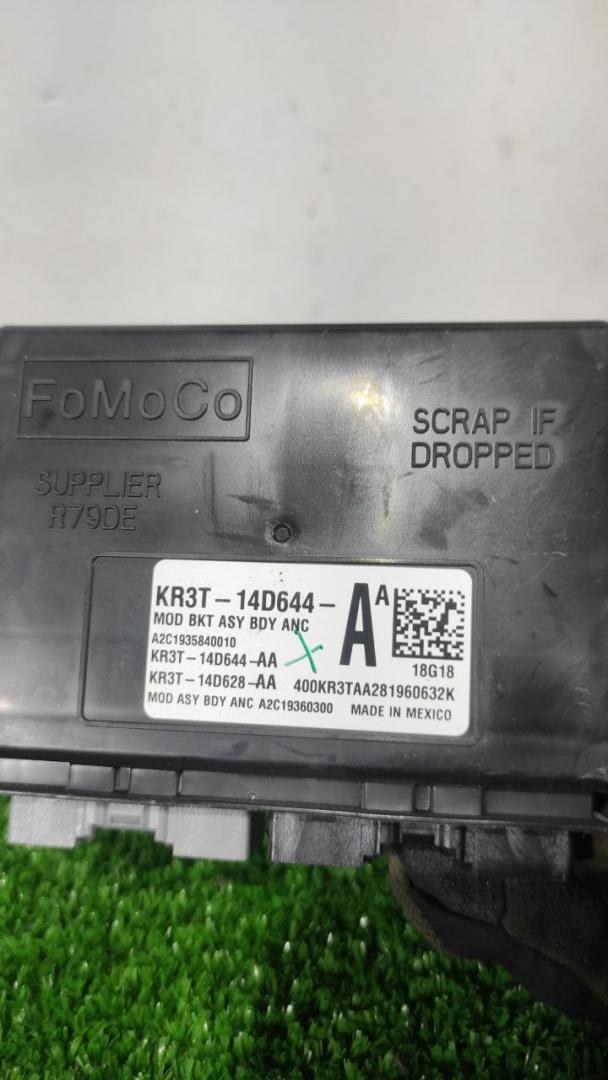 FoMoCo
SCRAP IF
DROPPED
SUPPLIER
R79DE
KR3T-14D644-
AA
MOD BKT ASY BDY ANC
A2C1935840010
KR3T-14D644-AA
18G18
KR3T-14D628-AA 400KR3TAA281960632K
MOD ASY BDY ANC A2C19360300 MADE IN MEXICO